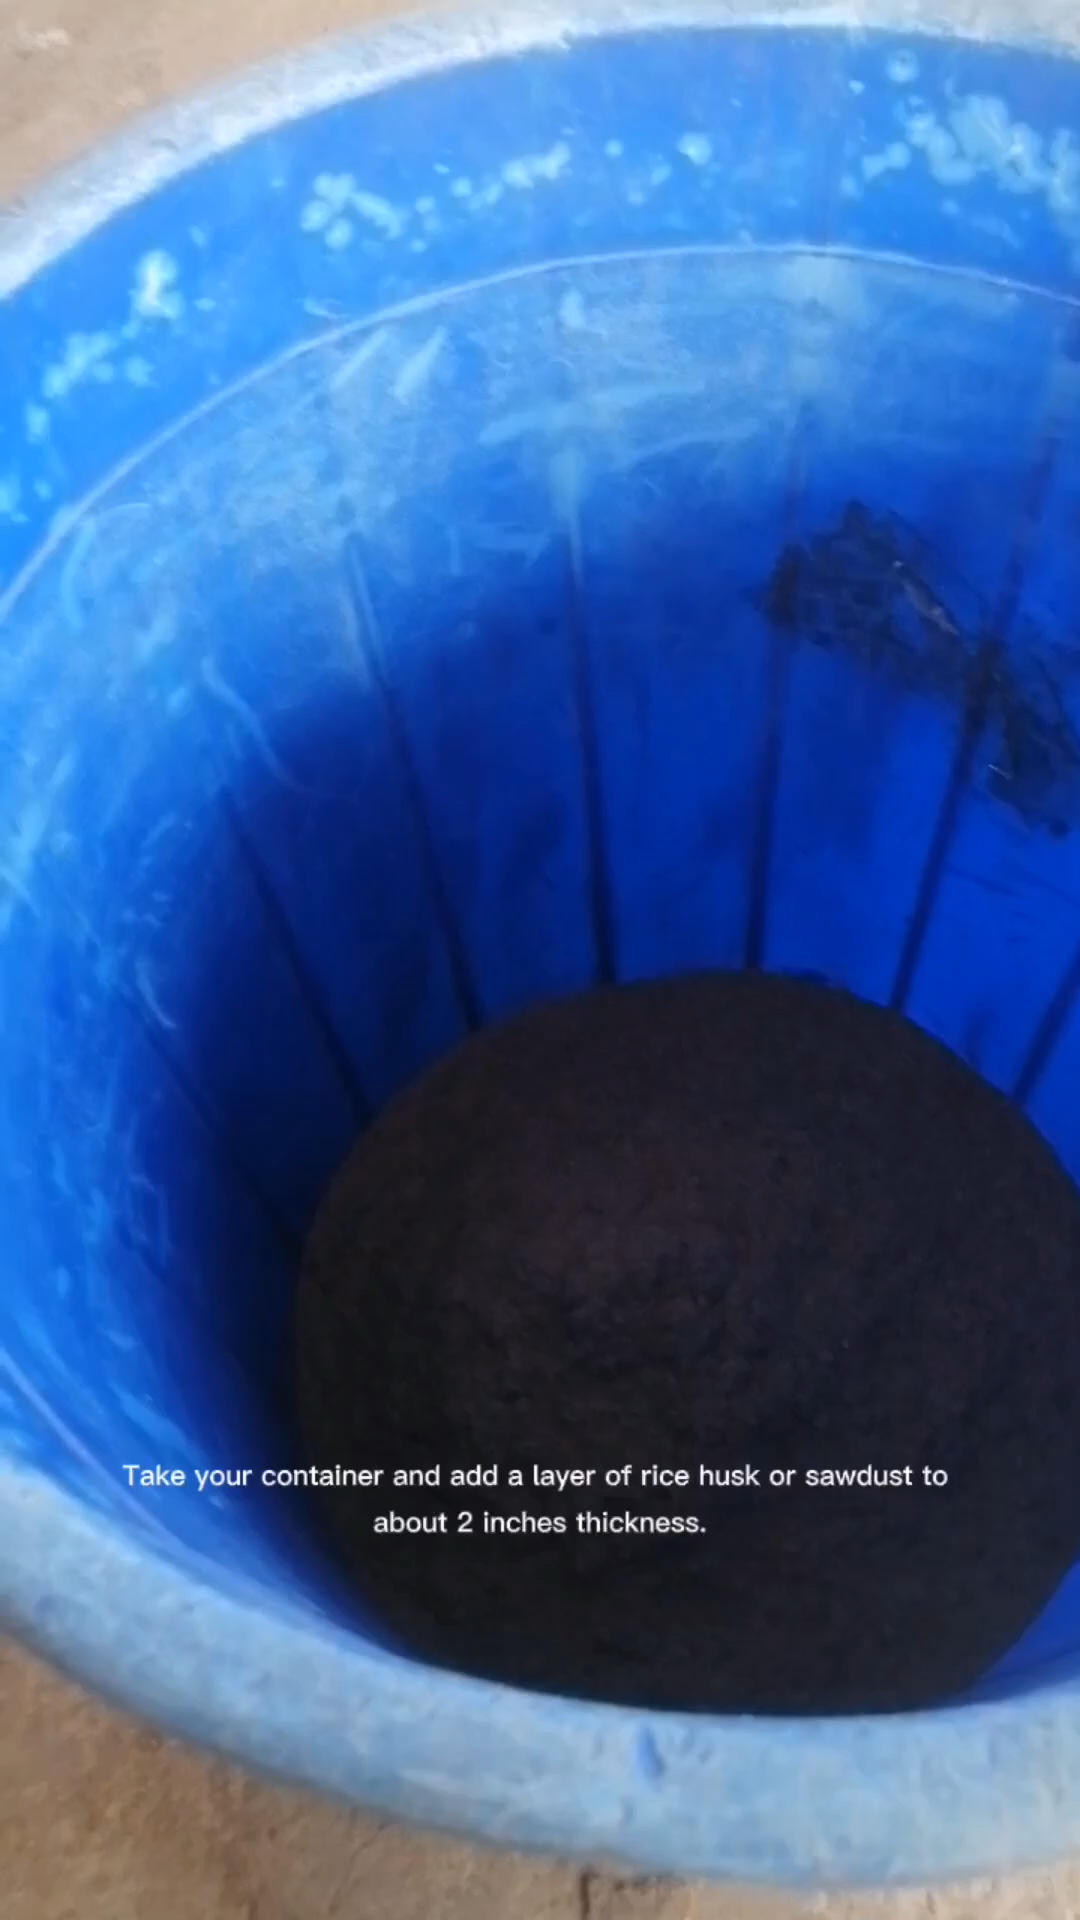 Take your container and add a layer of rice husk or sawdust to
about 2 inches thickness.